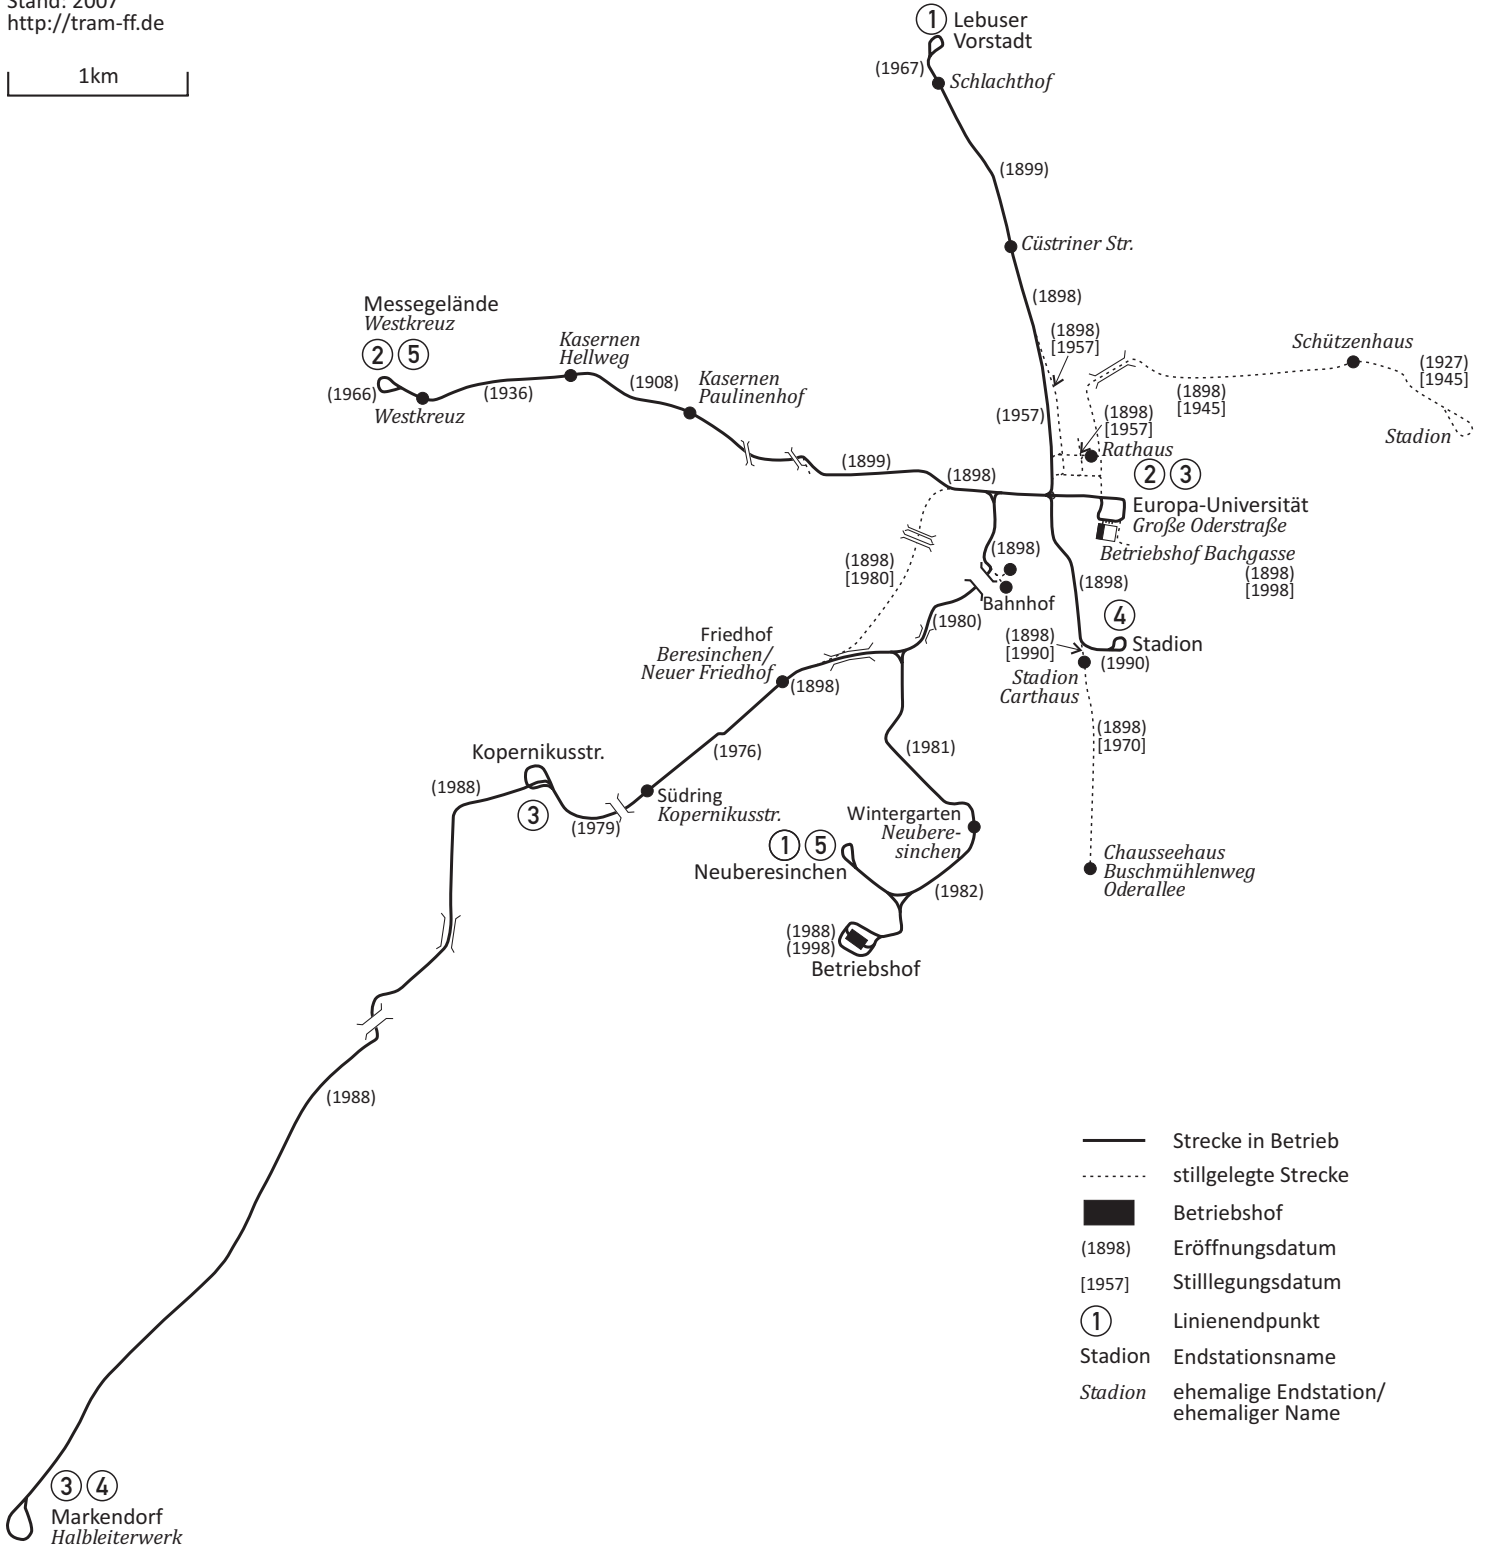 Stand: 2007
http://tram-ff.de
1km
1
Lebuser
Vorstadt
(1967)
Schlachthof
(1899)
Cüstriner Str.
(1898)
(1898)
[1957]
Messegelände
Westkreuz
2 5
(1966)
Westkreuz
(1936)
Kasernen
Hellweg
(1908)
Kasernen
Paulinenhof
(1899)
(1898)
(1957)
Schützenhaus
(1927)
[1945]
(1898)
[1945]
Stadion
(1898)
[1957]
Rathaus
2 3
Europa-Universität
Große Oderstraße
Betriebshof Bachgasse
(1898)
[1998]
(1898)
(1898)
[1980]
Bahnhof
(1980)
(1898)
4
Stadion
(1990)
(1898)
[1990]
Stadion
Carthaus
(1898)
[1970]
Chausseehaus
Buschmühlenweg
Oderallee
Friedhof
Beresinchen/
Neuer Friedhof
(1898)
(1976)
(1981)
Kopernikusstr.
(1988)
3
(1979)
Südring
Kopernikusstr.
Wintergarten
Neubere-
sinchen
1 5
Neuberesinchen
(1982)
(1988)
(1998)
Betriebshof
(1988)
3 4
Markendorf
Halbleiterwerk
Strecke in Betrieb
stillgelegte Strecke
Betriebshof
(1898) Eröffnungsdatum
[1957] Stilllegungsdatum
1 Linienendpunkt
Stadion Endstationsname
Stadion ehemalige Endstation/
ehemaliger Name